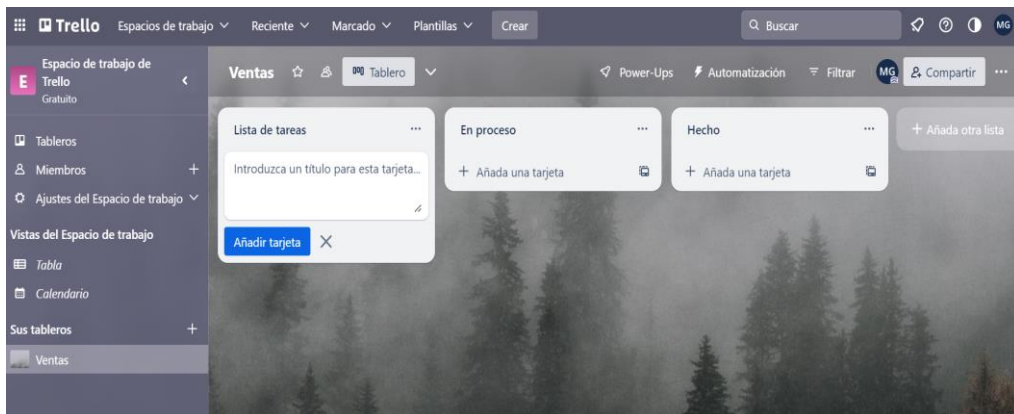 Trello Espacios de trabajo Reciente Marcado Plantillas Crear Buscar MG
E Espacio de trabajo de
Trello
Gratuito
Tableros
Miembros
Ajustes del Espacio de trabajo
Vistas del Espacio de trabajo
Tabla
Calendario
Sus tableros
Ventas
Ventas Tablero Power-Ups Automatización Filtrar MG Compartir
Lista de tareas
Introduzca un título para esta tarjeta...
Añadir tarjeta
En proceso
+ Añada una tarjeta
Hecho
+ Añada una tarjeta
+ Añada otra lista